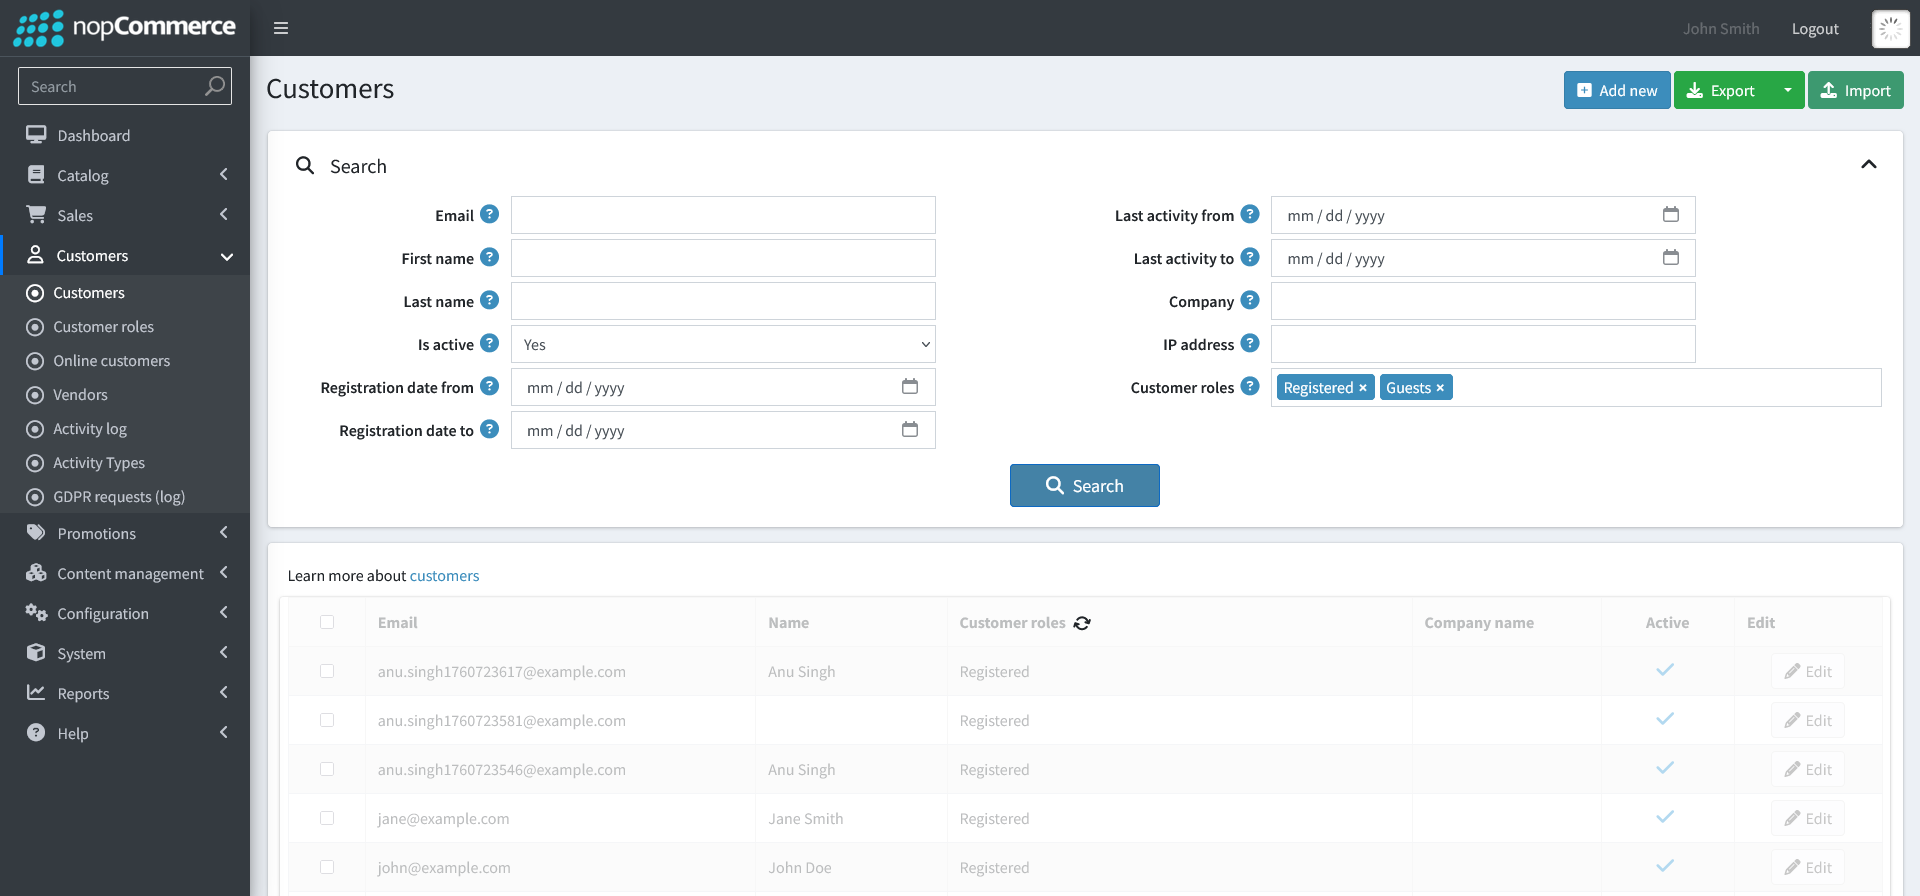 nopCommerce
John Smith
Logout
Search
Dashboard
Catalog
Sales
Customers
Customers
Customer roles
Online customers
Vendors
Activity log
Activity Types
GDPR requests (log)
Promotions
Content management
Configuration
System
Reports
Help
Customers
Add new
Export
Import
Search
Email
First name
Last name
Is active Yes
Registration date from mm / dd / yyyy
Registration date to mm / dd / yyyy
Last activity from mm / dd / yyyy
Last activity to mm / dd / yyyy
Company
IP address
Customer roles Registered × Guests ×
Search
Learn more about customers
Email Name Customer roles Company name Active Edit
anu.singh1760723617@example.com Anu Singh Registered Edit
anu.singh1760723581@example.com Registered Edit
anu.singh1760723546@example.com Anu Singh Registered Edit
jane@example.com Jane Smith Registered Edit
john@example.com John Doe Registered Edit